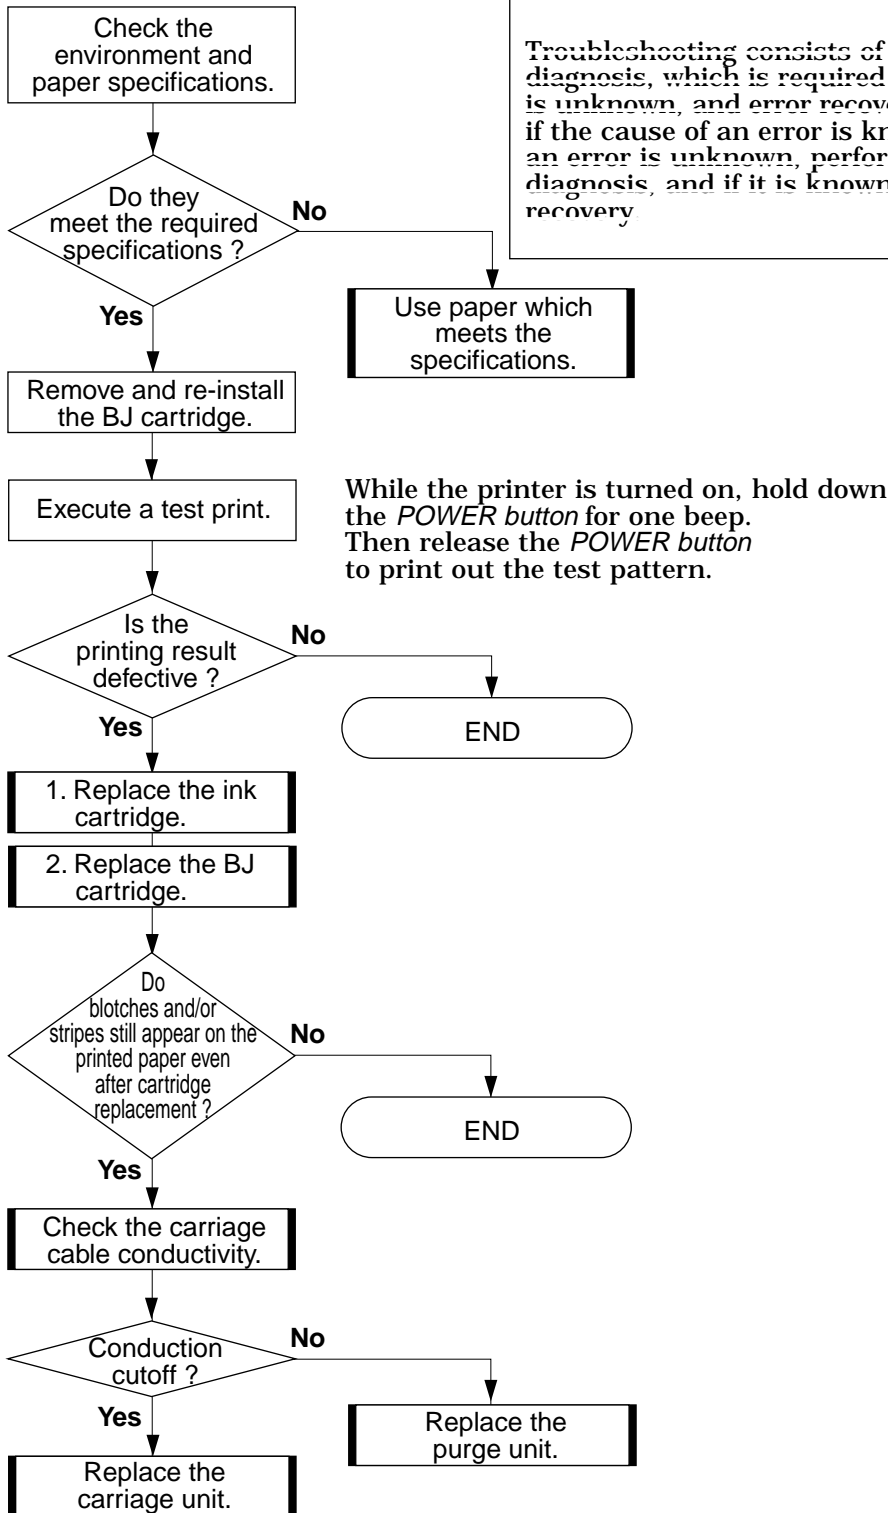 Check the
environment and
paper specifications.
Troubleshooting consists of
diagnosis, which is required
is unknown, and error recov
if the cause of an error is kn
an error is unknown, perfor
diagnosis, and if it is known
recovery.
Do they
meet the required
specifications ?
No
Yes
Use paper which
meets the
specifications.
Remove and re-install
the BJ cartridge.
Execute a test print.
While the printer is turned on, hold down
the POWER button for one beep.
Then release the POWER button
to print out the test pattern.
Is the
printing result
defective ?
No
Yes
END
1. Replace the ink
cartridge.
2. Replace the BJ
cartridge.
Do
blotches and/or
stripes still appear on the
printed paper even
after cartridge
replacement ?
No
Yes
END
Check the carriage
cable conductivity.
Conduction
cutoff ?
No
Yes
Replace the
purge unit.
Replace the
carriage unit.